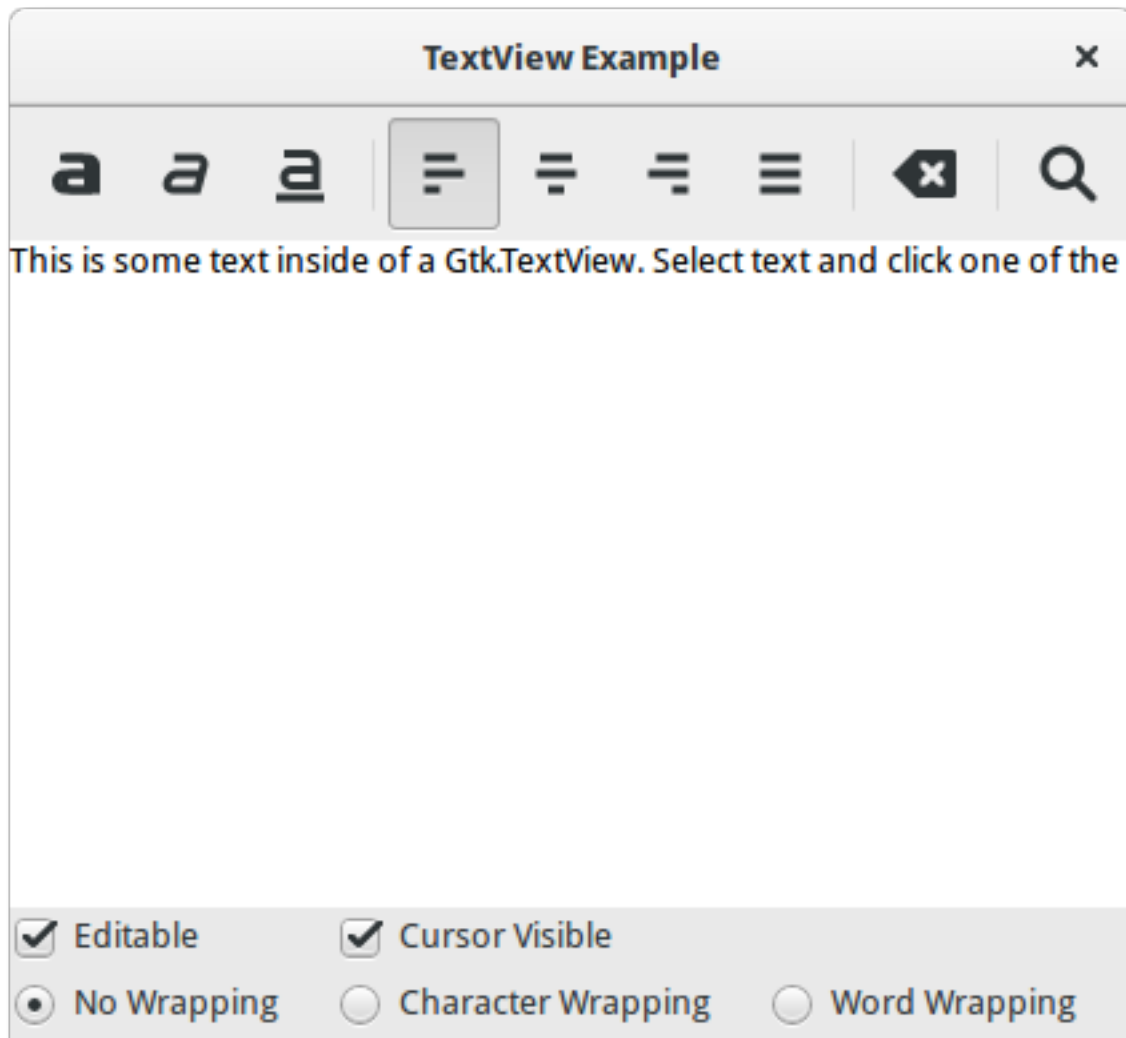 TextView Example
a a a
This is some text inside of a Gtk.TextView. Select text and click one of the
Editable Cursor Visible
No Wrapping Character Wrapping Word Wrapping